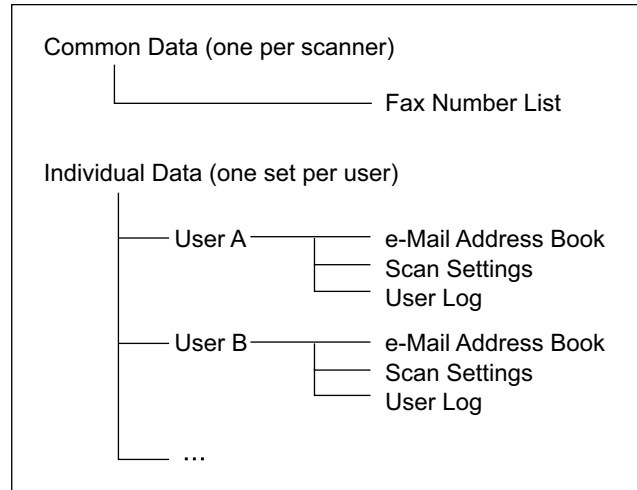 Common Data (one per scanner)
Fax Number List
Individual Data (one set per user)
User A
e-Mail Address Book
Scan Settings
User Log
User B
e-Mail Address Book
Scan Settings
User Log
...